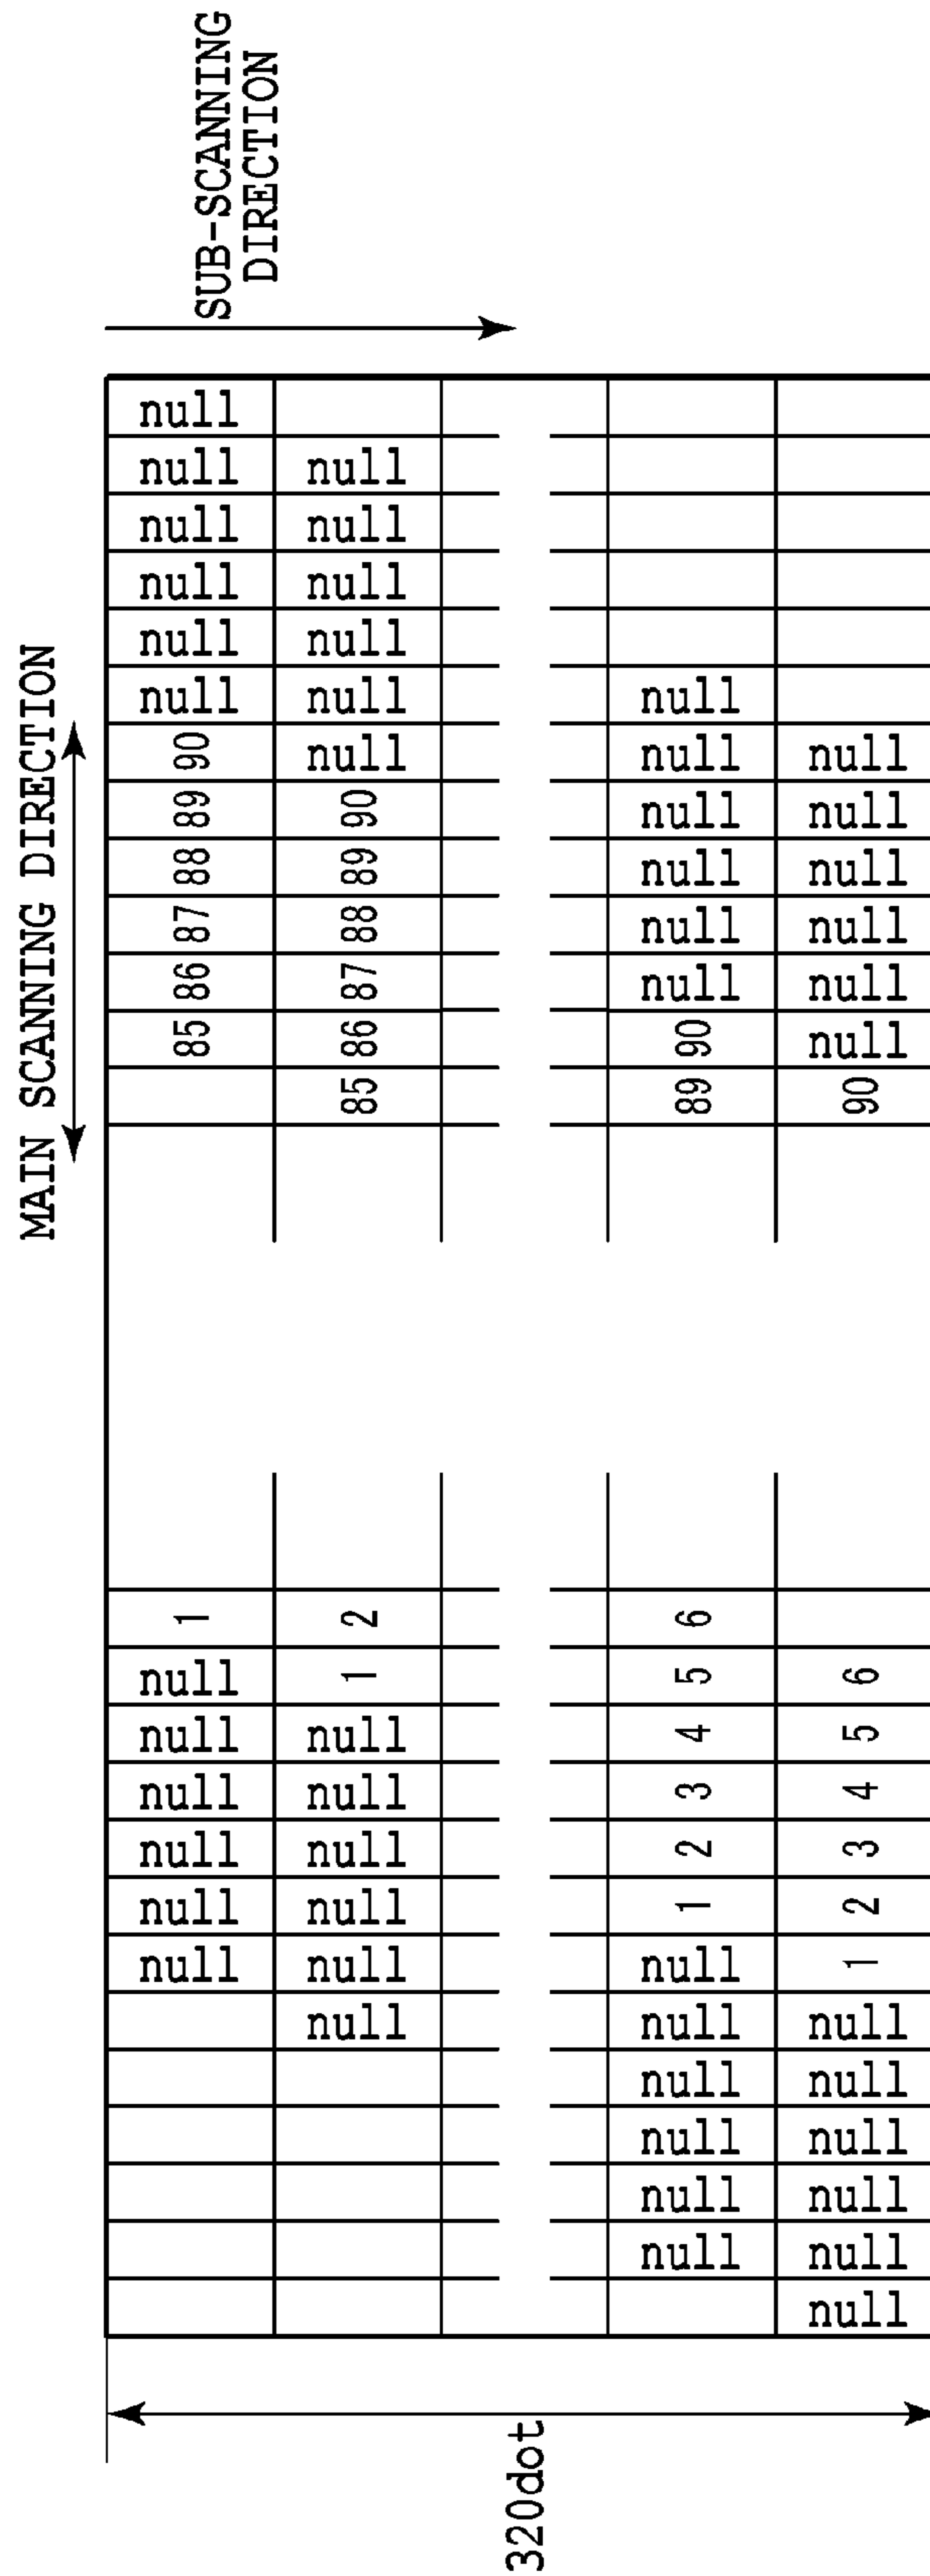 MAIN SCANNING DIRECTION
SUB-SCANNING
DIRECTION
null null null null null null 1 85 86 87 88 89 90 null null null null null null
null null null null null null 1 2 85 86 87 88 89 90 null null null null null null
320dot
null null null null null null 1 2 3 4 5 6 89 90 null null null null null null
null null null null null null 1 2 3 4 5 6 90 null null null null null null